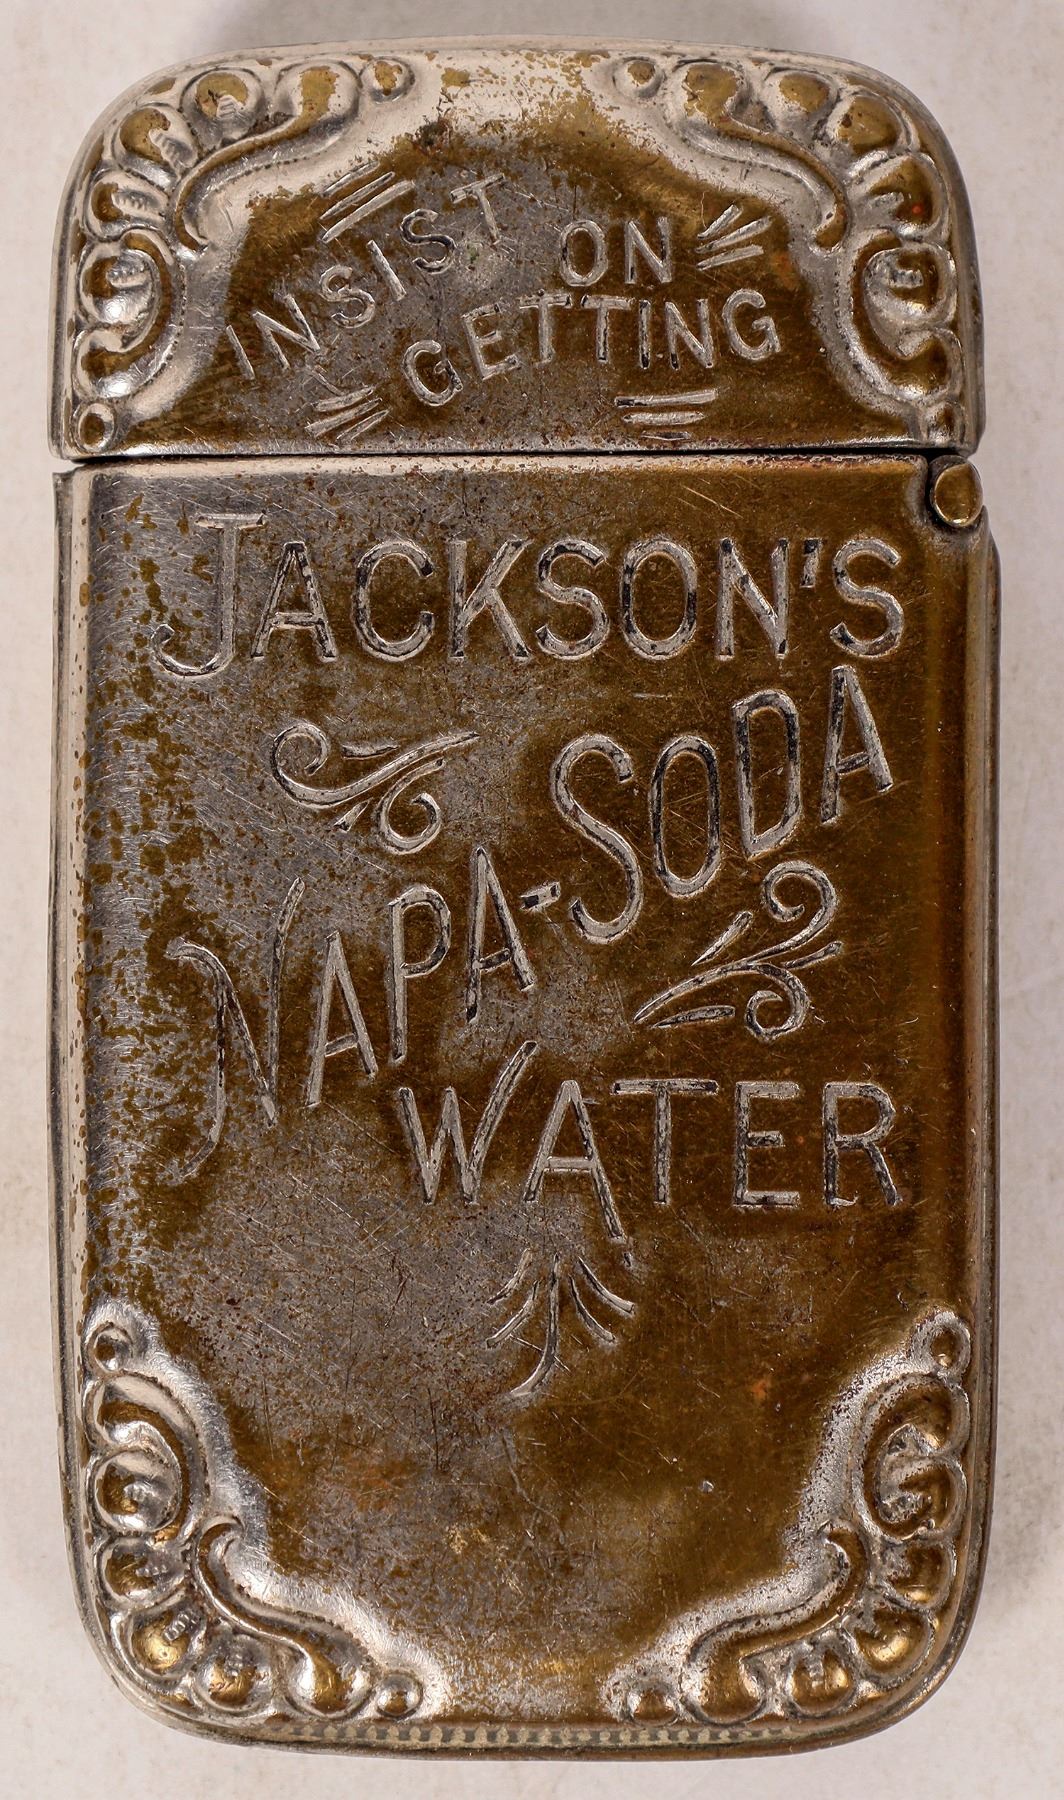 INSIST ON
GETTING
JACKSON'S
NAPA-SODA
WATER